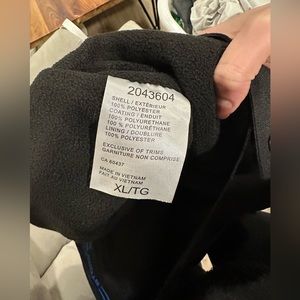 2043604
SHELL / EXTÉRIEUR
100% POLYESTER
COATING / ENDUIT
100% POLYURETHANE
100 % POLYURÉTHANE
LINING / DOUBLURE
100% POLYESTER
EXCLUSIVE OF TRIMS
GARNITURE NON COMPRISE
CA 60437
MADE IN VIETNAM
FAIT AU VIETNAM
XL/TG